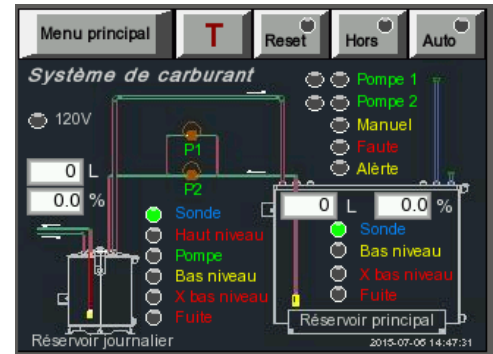 Menu principal
T
Reset
Hors
Auto
Système de carburant
Pompe 1
Pompe 2
120V
Manuel
Faute
Alèrte
P1
P2
0 L
0.0 %
Sonde
Haut niveau
Pompe
Bas niveau
X bas niveau
Fuite
Réservoir journalier
0 L 0.0 %
Sonde
Bas niveau
X bas niveau
Fuite
Réservoir principal
2015-07-05 14:47:31